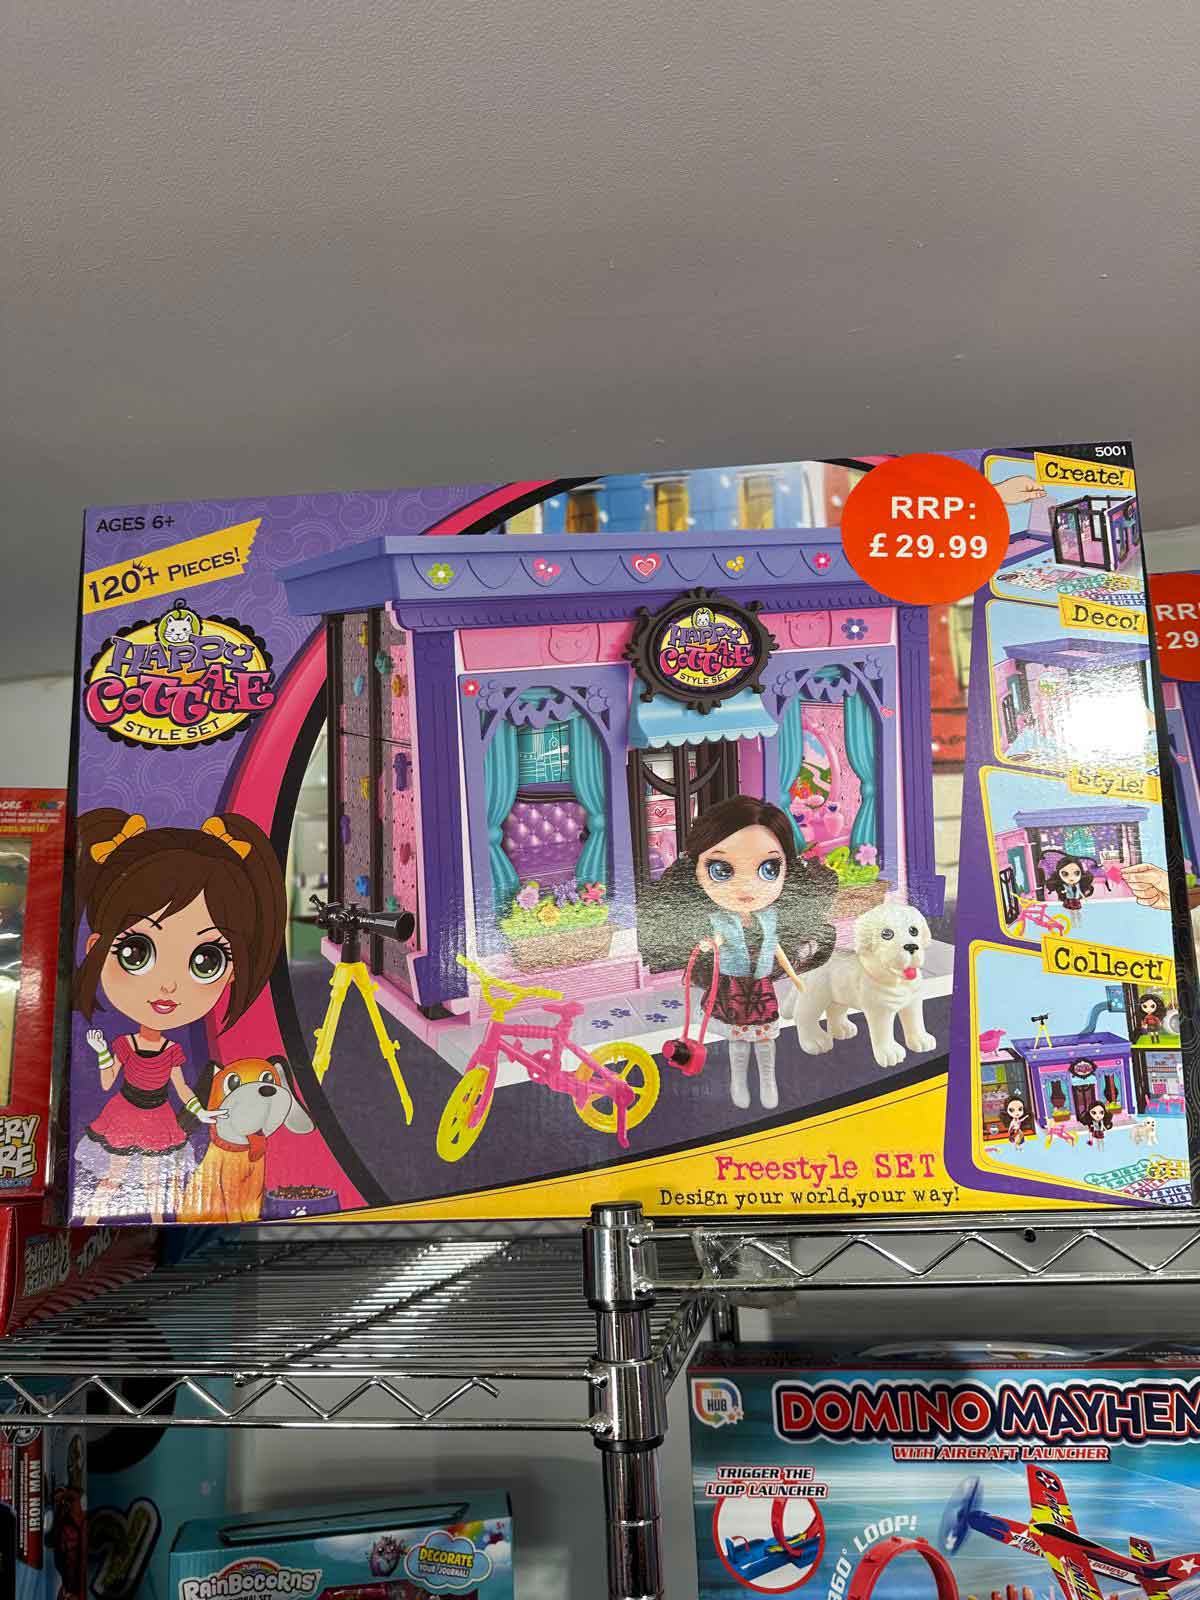 5001
AGES 6+
120+ PIECES!
HAPPY
COTTAGE
STYLE SET
RRP:
£29.99
Create!
Deco!
RR
£29
HAPPY
COTTAGE
STYLE SET
Style!
Collect!
Freestyle SET
Design your world,your way!
ERY
RE
IRON MAN
RainBocoRns
DECORATE
YOUR JOURNAL!
TOY
HUB
DOMINO MAYHEM
WITH AIRCRAFT LAUNCHER
TRIGGER THE
LOOP LAUNCHER
360° LOOP!